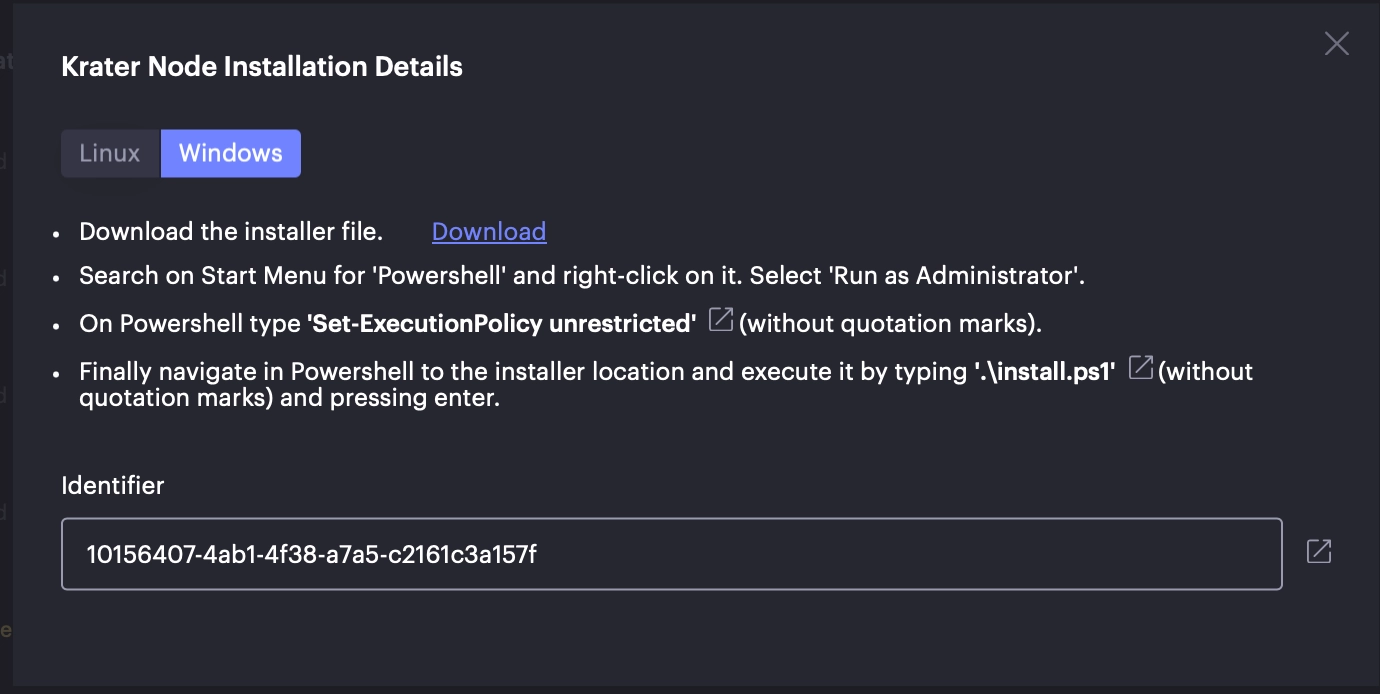 Krater Node Installation Details
Linux Windows
• Download the installer file. Download
• Search on Start Menu for 'Powershell' and right-click on it. Select 'Run as Administrator'.
• On Powershell type 'Set-ExecutionPolicy unrestricted' (without quotation marks).
• Finally navigate in Powershell to the installer location and execute it by typing '.\install.ps1' (without
quotation marks) and pressing enter.
Identifier
10156407-4ab1-4f38-a7a5-c2161c3a157f